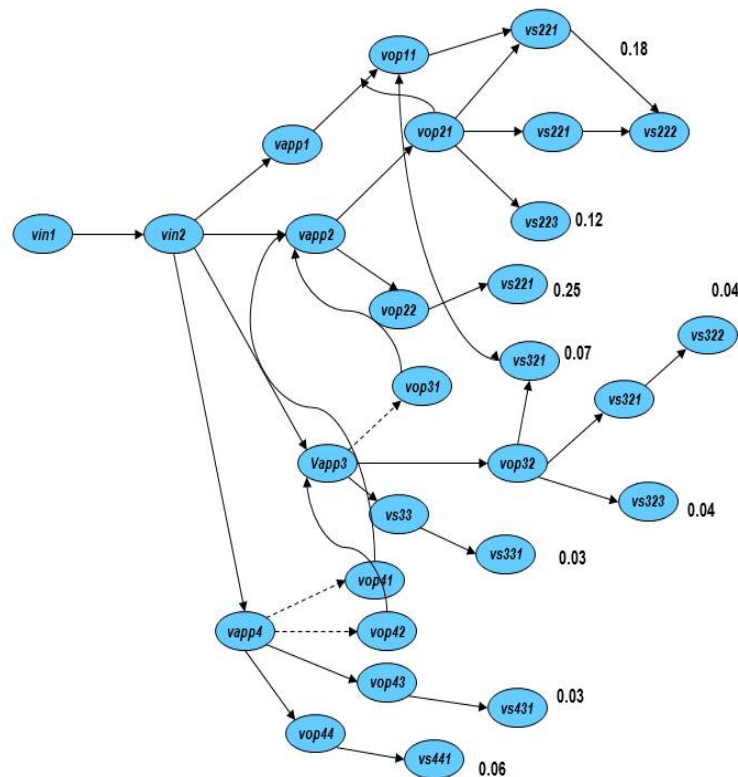 vs221
vop11
0.18
vop21
vs221
vs222
vapp1
vs223
0.12
vin1
vin2
vapp2
vs221
0.25
vop22
0.04
vs322
vs321
0.07
vop31
vs321
Vapp3
vop32
vs323
0.04
vs33
vs331
0.03
vop41
vapp4
vop42
vop43
0.03
vs431
vop44
vs441
0.06